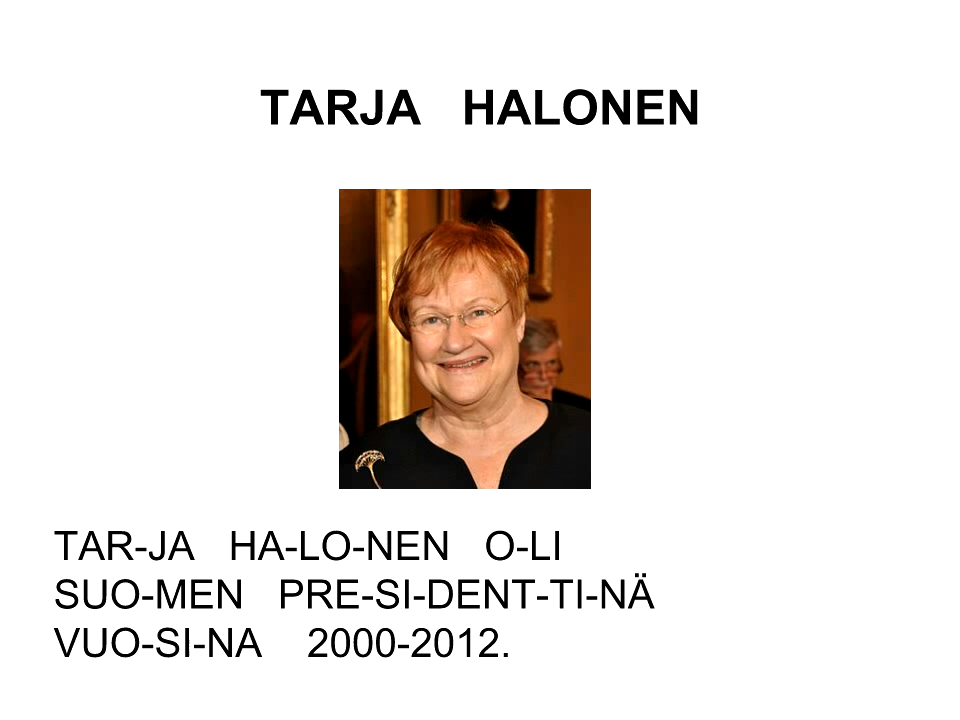 TARJA HALONEN
TAR-JA HA-LO-NEN O-LI
SUO-MEN PRE-SI-DENT-TI-NÄ
VUO-SI-NA 2000-2012.